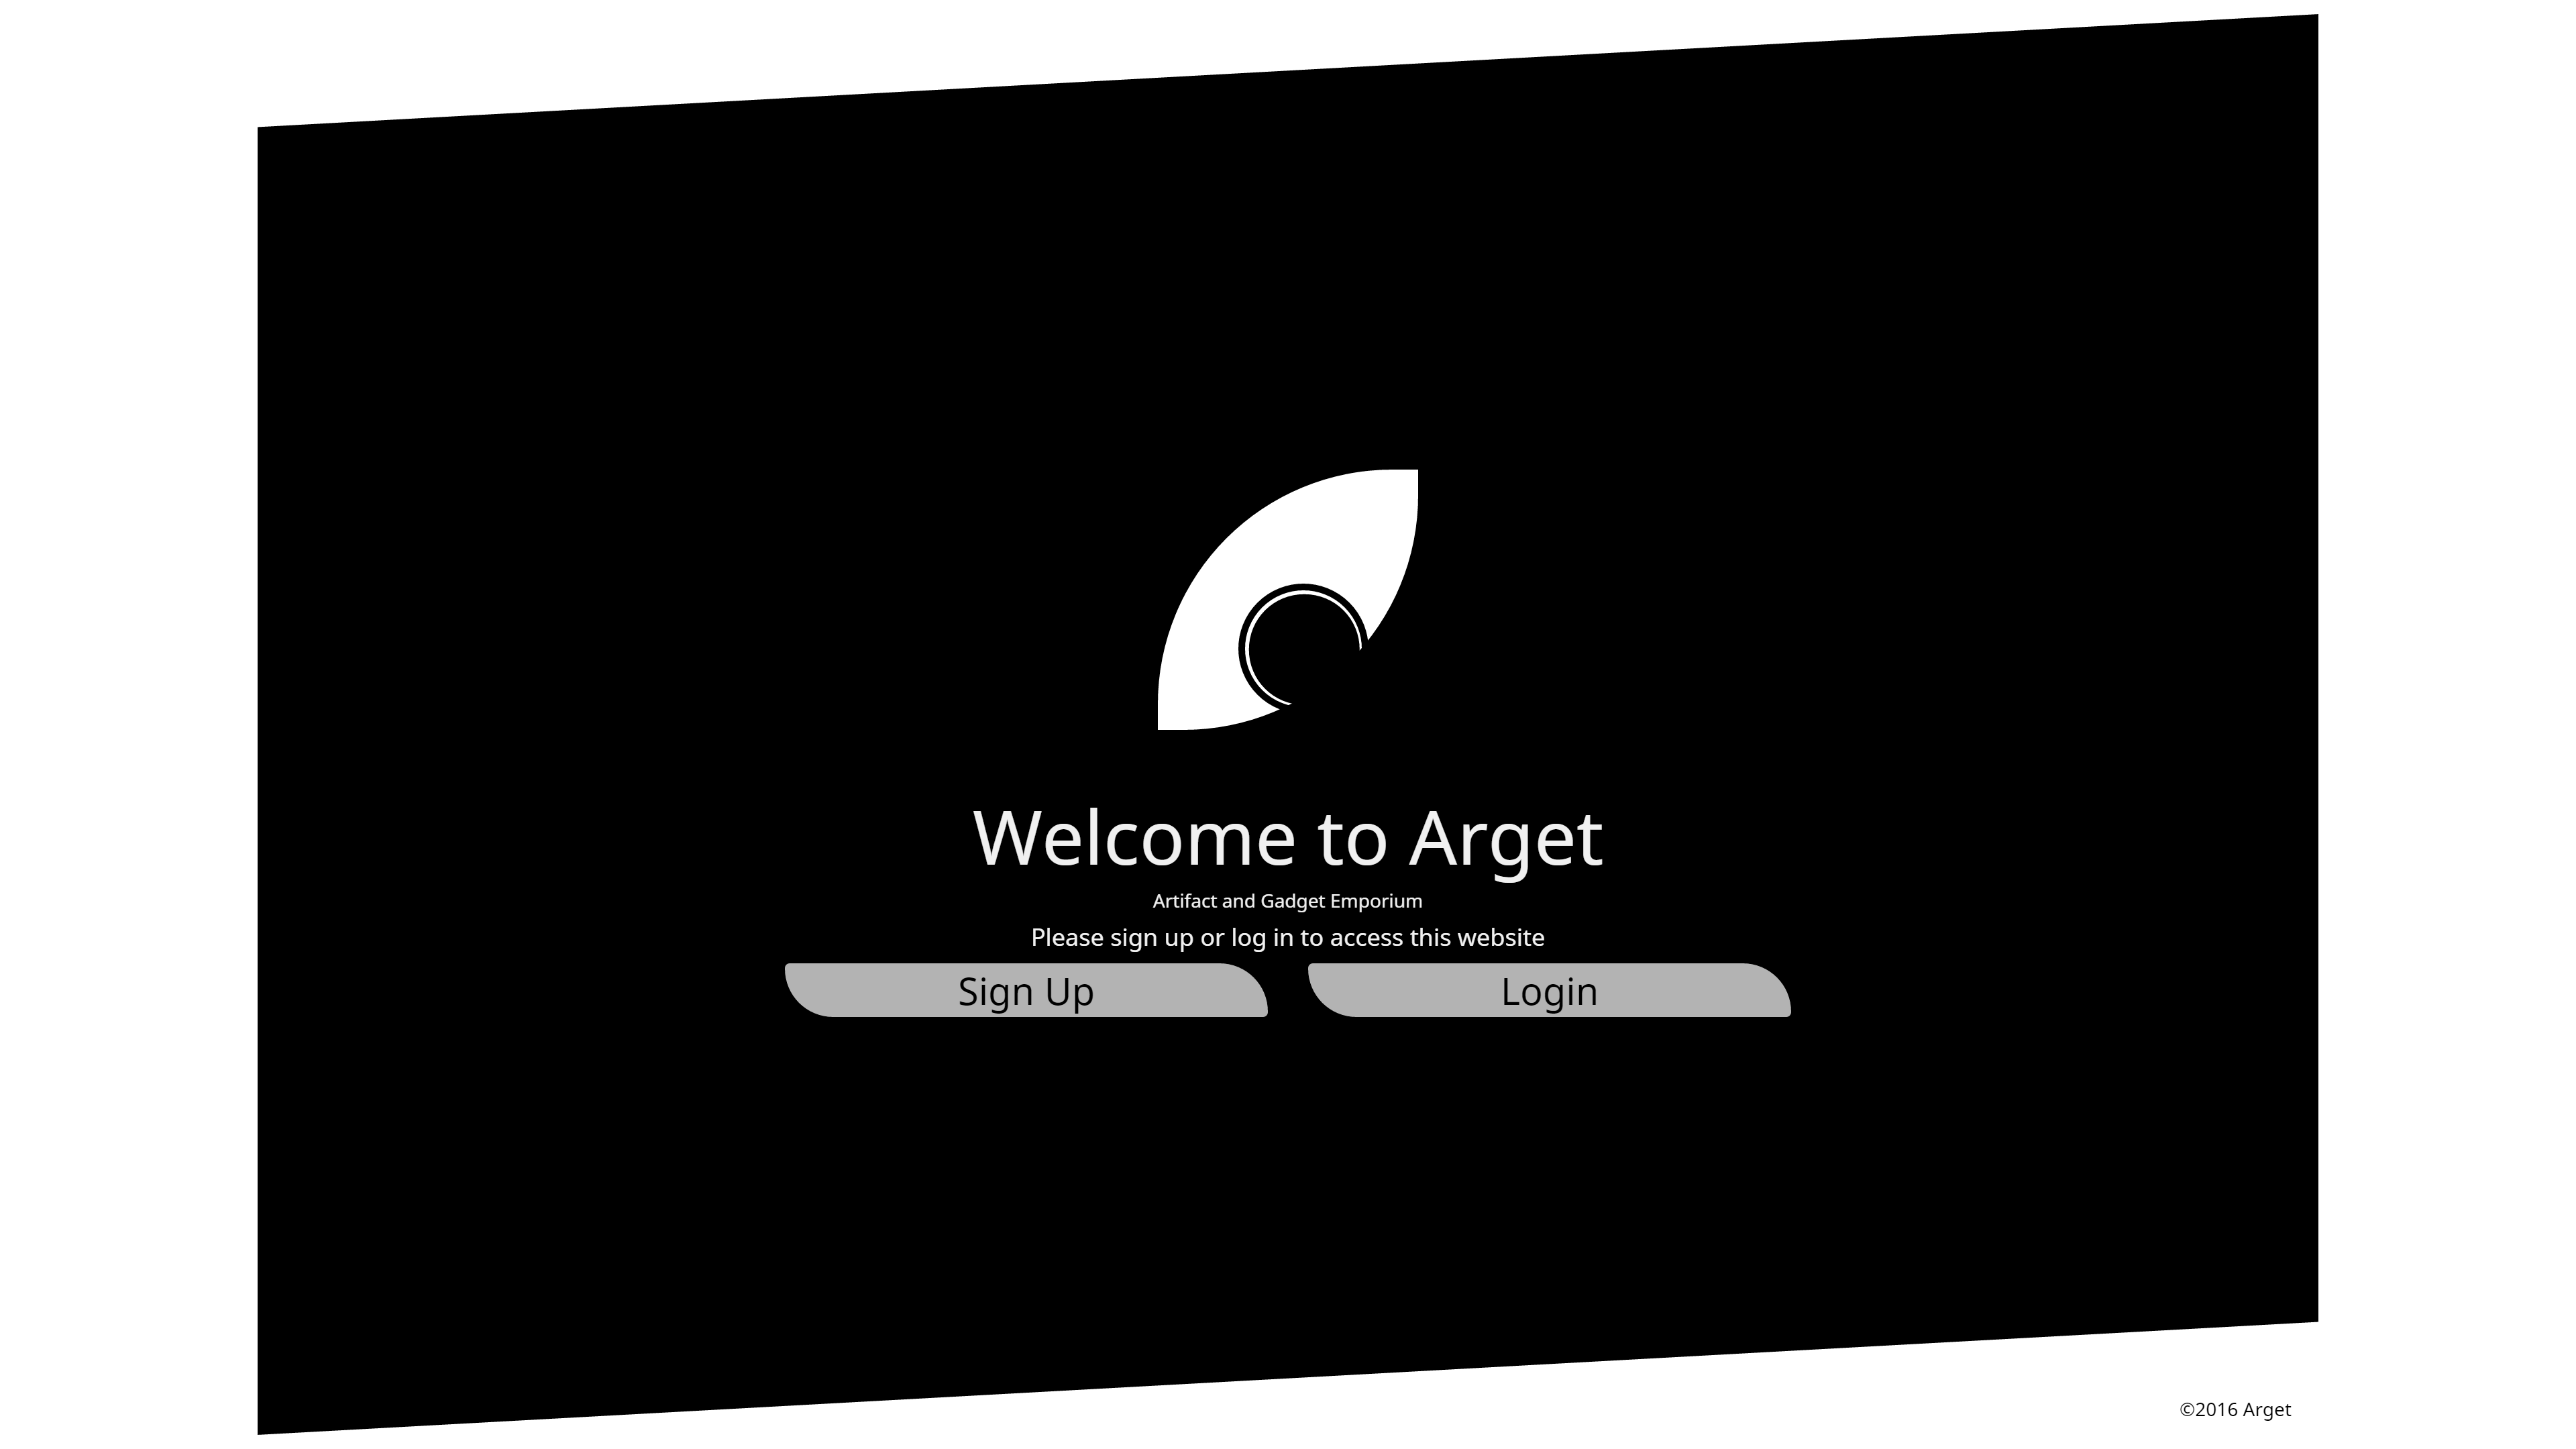 Welcome to Arget
Artifact and Gadget Emporium
Please sign up or log in to access this website
Sign Up
Login
©2016 Arget